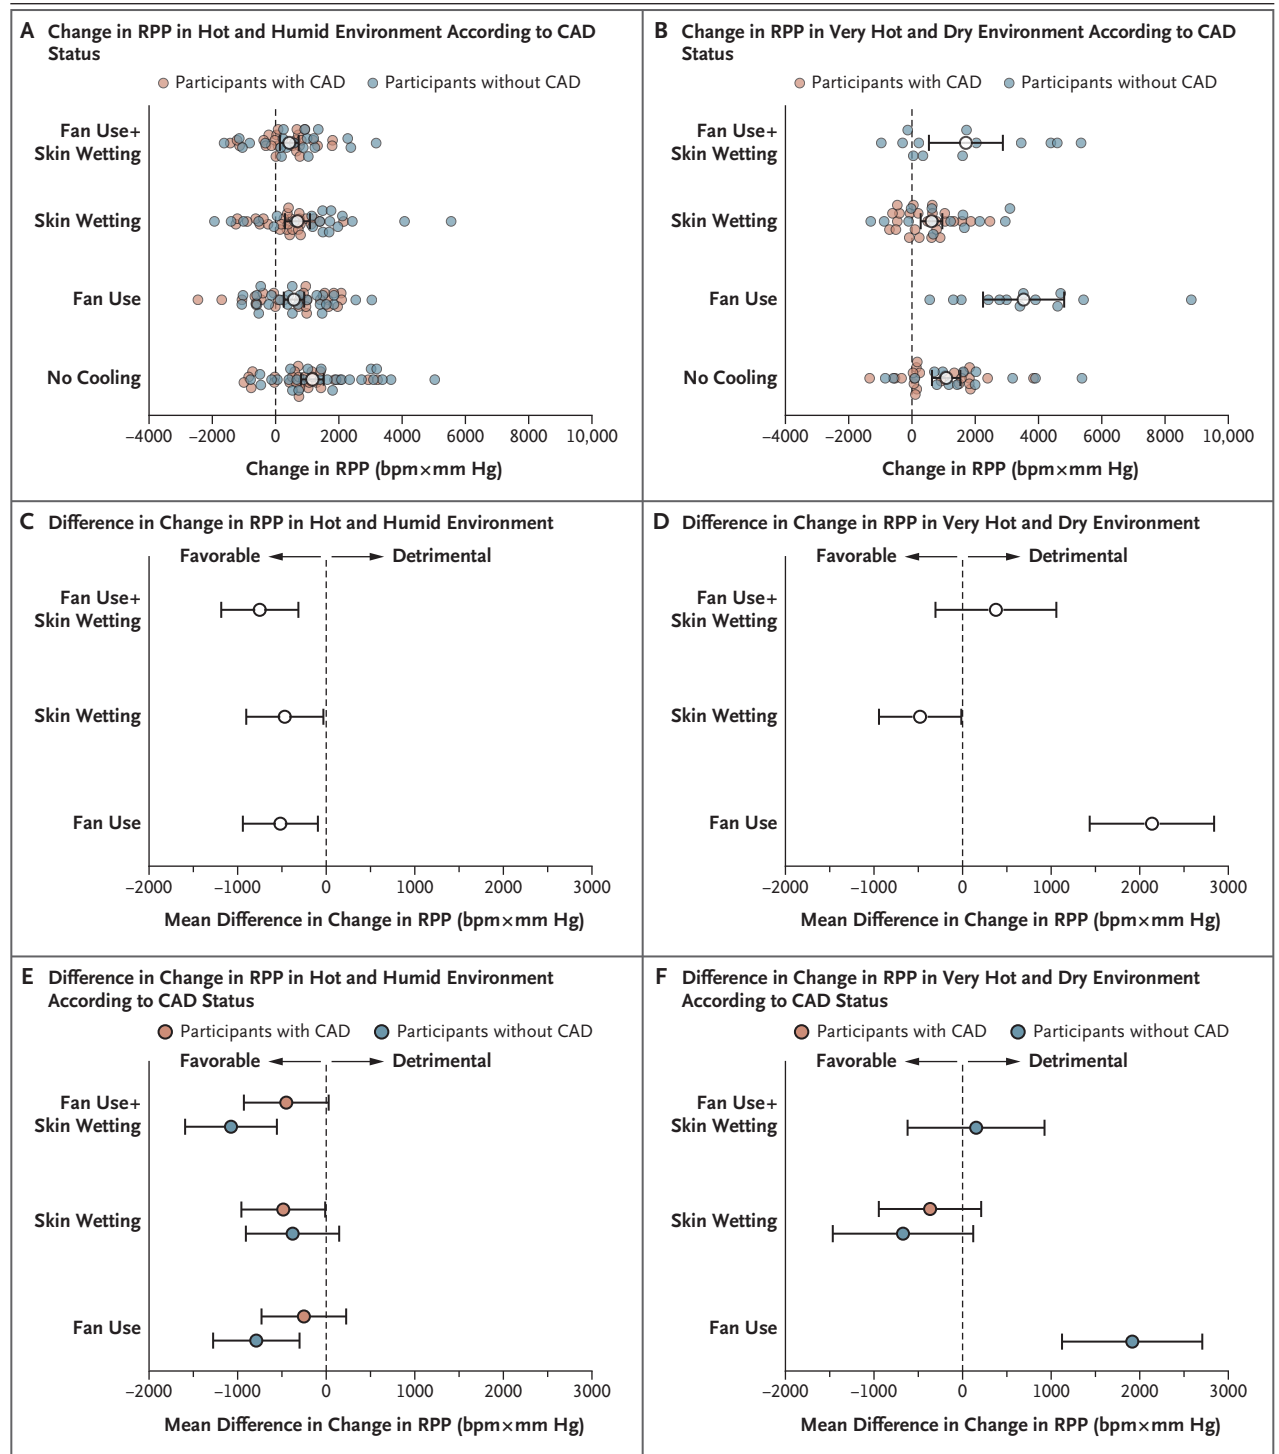 A Change in RPP in Hot and Humid Environment According to CAD
Status
Participants with CAD Participants without CAD
Fan Use+
Skin Wetting
Skin Wetting
Fan Use
No Cooling
−4000 −2000 0 2000 4000 6000 8000 10,000
Change in RPP (bpm×mm Hg)
B Change in RPP in Very Hot and Dry Environment According to CAD
Status
Participants with CAD Participants without CAD
Fan Use+
Skin Wetting
Skin Wetting
Fan Use
No Cooling
−4000 −2000 0 2000 4000 6000 8000 10,000
Change in RPP (bpm×mm Hg)
C Difference in Change in RPP in Hot and Humid Environment
Favorable Detrimental
Fan Use+
Skin Wetting
Skin Wetting
Fan Use
−2000 −1000 0 1000 2000 3000
Mean Difference in Change in RPP (bpm×mm Hg)
D Difference in Change in RPP in Very Hot and Dry Environment
Favorable Detrimental
Fan Use+
Skin Wetting
Skin Wetting
Fan Use
−2000 −1000 0 1000 2000 3000
Mean Difference in Change in RPP (bpm×mm Hg)
E Difference in Change in RPP in Hot and Humid Environment
According to CAD Status
Participants with CAD Participants without CAD
Favorable Detrimental
Fan Use+
Skin Wetting
Skin Wetting
Fan Use
−2000 −1000 0 1000 2000 3000
Mean Difference in Change in RPP (bpm×mm Hg)
F Difference in Change in RPP in Very Hot and Dry Environment
According to CAD Status
Participants with CAD Participants without CAD
Favorable Detrimental
Fan Use+
Skin Wetting
Skin Wetting
Fan Use
−2000 −1000 0 1000 2000 3000
Mean Difference in Change in RPP (bpm×mm Hg)